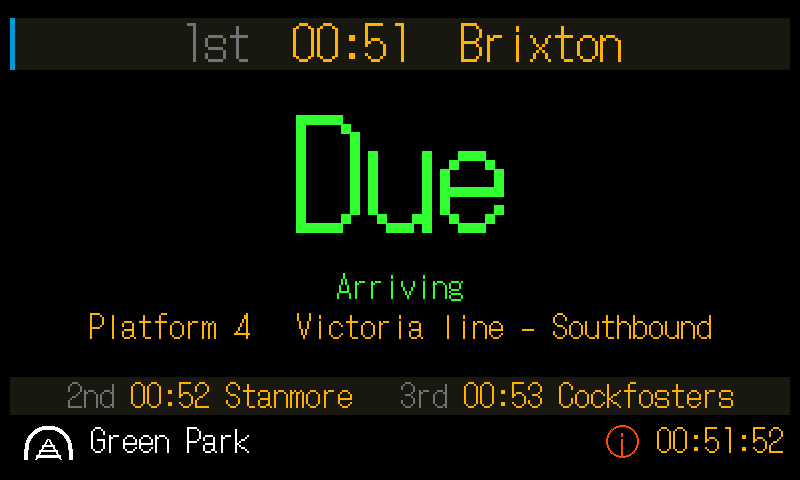 1st 00:51 Brixton
Due
Arriving
Platform 4 Victoria line - Southbound
2nd 00:52 Stanmore 3rd 00:53 Cockfosters
Green Park 00:51:52